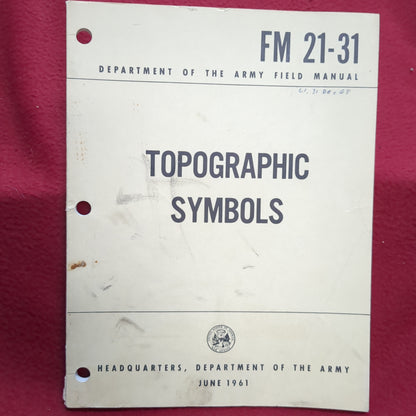 FM 21-31
DEPARTMENT OF THE ARMY FIELD MANUAL
TOPOGRAPHIC
SYMBOLS
HEADQUARTERS, DEPARTMENT OF THE ARMY
JUNE 1961